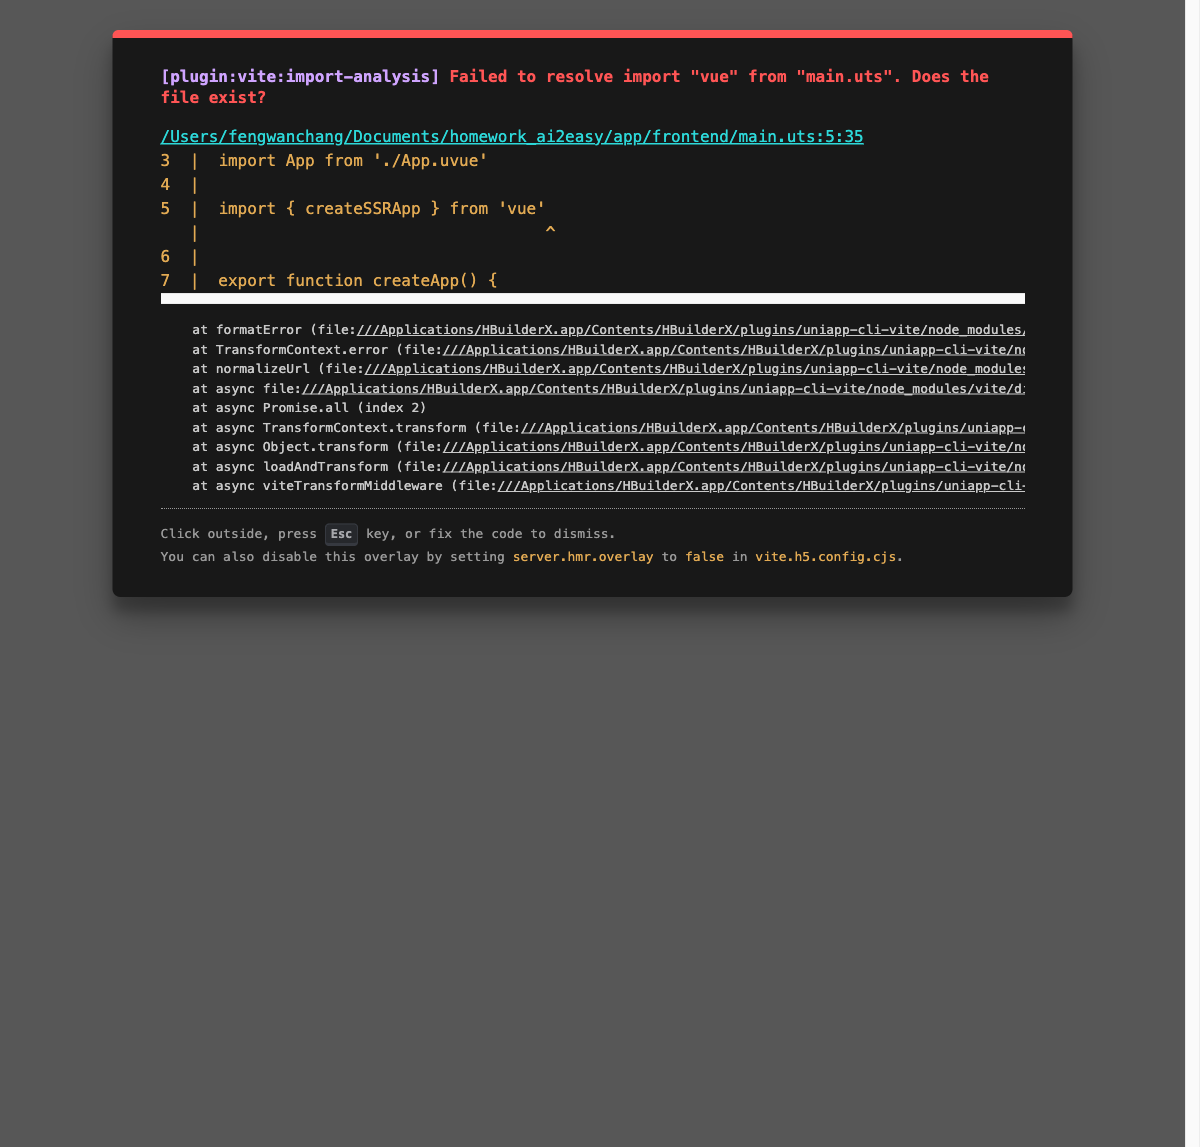 [plugin:vite:import-analysis] Failed to resolve import "vue" from "main.uts". Does the
file exist?
/Users/fengwanchang/Documents/homework_ai2easy/app/frontend/main.uts:5:35
3  |  import App from './App.uvue'
4  |
5  |  import { createSSRApp } from 'vue'
   |                                    ^
6  |
7  |  export function createApp() {
at formatError (file:///Applications/HBuilderX.app/Contents/HBuilderX/plugins/uniapp-cli-vite/node_modules/
at TransformContext.error (file:///Applications/HBuilderX.app/Contents/HBuilderX/plugins/uniapp-cli-vite/no
at normalizeUrl (file:///Applications/HBuilderX.app/Contents/HBuilderX/plugins/uniapp-cli-vite/node_modules
at async file:///Applications/HBuilderX.app/Contents/HBuilderX/plugins/uniapp-cli-vite/node_modules/vite/di
at async Promise.all (index 2)
at async TransformContext.transform (file:///Applications/HBuilderX.app/Contents/HBuilderX/plugins/uniapp-c
at async Object.transform (file:///Applications/HBuilderX.app/Contents/HBuilderX/plugins/uniapp-cli-vite/no
at async loadAndTransform (file:///Applications/HBuilderX.app/Contents/HBuilderX/plugins/uniapp-cli-vite/no
at async viteTransformMiddleware (file:///Applications/HBuilderX.app/Contents/HBuilderX/plugins/uniapp-cli-
Click outside, press Esc key, or fix the code to dismiss.
You can also disable this overlay by setting server.hmr.overlay to false in vite.h5.config.cjs.